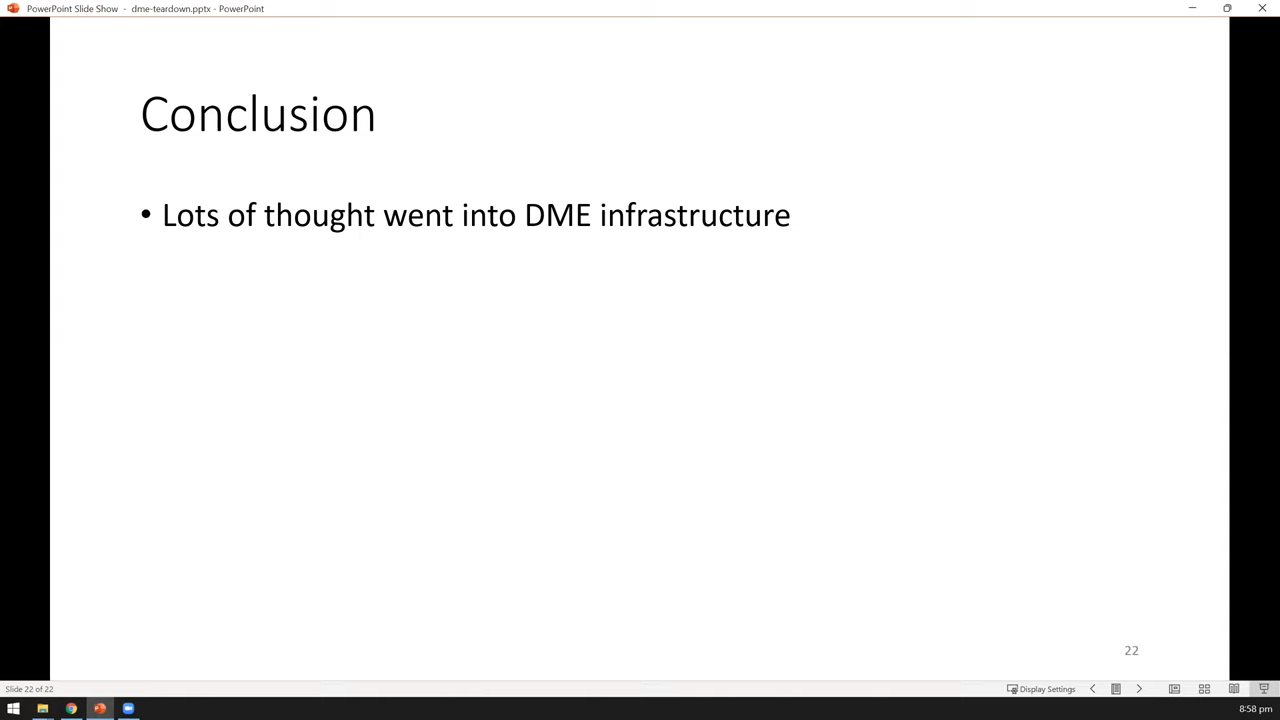 PowerPoint Slide Show - dme-teardown.pptx - PowerPoint
Conclusion
• Lots of thought went into DME infrastructure
22
Slide 22 of 22
Display Settings
8:58 pm